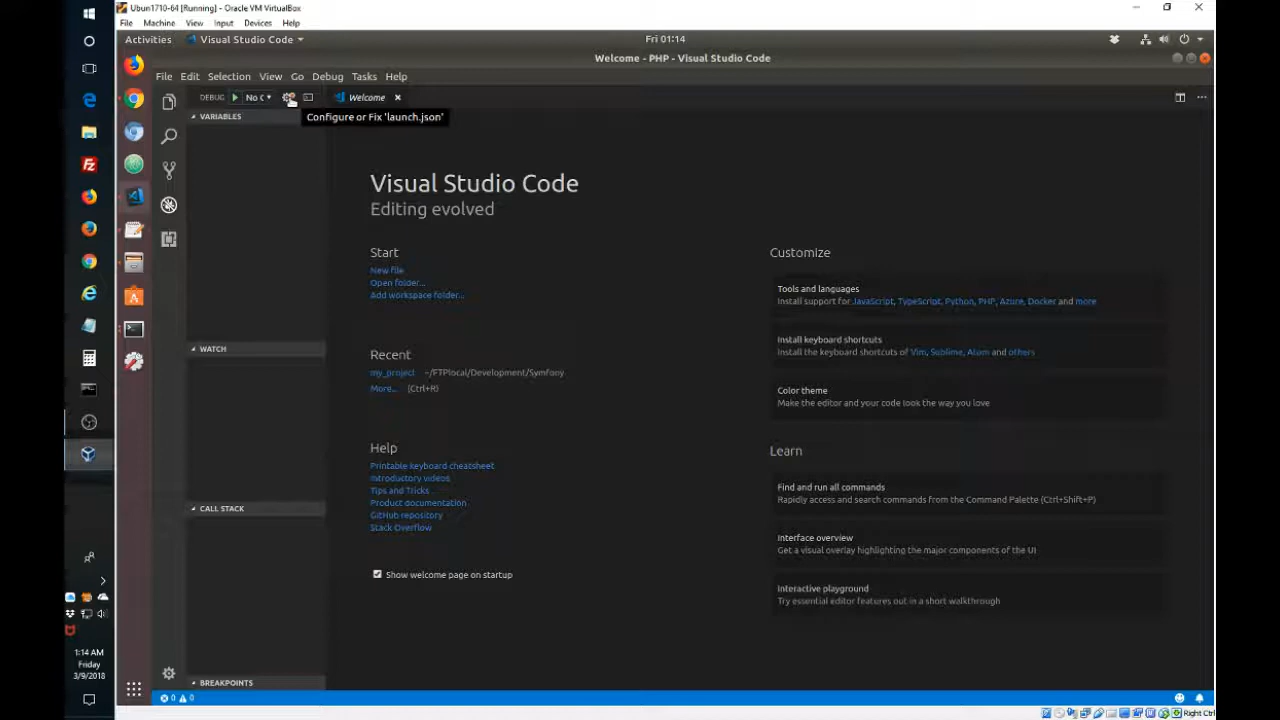 Ubun1710-64 [Running] - Oracle VM VirtualBox
File Machine View Input Devices Help
Activities Visual Studio Code Fri 01:14
Welcome - PHP - Visual Studio Code
File Edit Selection View Go Debug Tasks Help
DEBUG No C Welcome
Configure or Fix 'launch.json'
VARIABLES
WATCH
CALL STACK
BREAKPOINTS
Visual Studio Code
Editing evolved
Start
New file
Open folder...
Add workspace folder...
Recent
my_project ~/FTPlocal/Development/Symfony
More... (Ctrl+R)
Help
Printable keyboard cheatsheet
Introductory videos
Tips and Tricks
Product documentation
GitHub repository
Stack Overflow
Show welcome page on startup
Customize
Tools and languages
Install support for JavaScript, TypeScript, Python, PHP, Azure, Docker and more
Install keyboard shortcuts
Install the keyboard shortcuts of Vim, Sublime, Atom and others
Color theme
Make the editor and your code look the way you love
Learn
Find and run all commands
Rapidly access and search commands from the Command Palette (Ctrl+Shift+P)
Interface overview
Get a visual overlay highlighting the major components of the UI
Interactive playground
Try essential editor features out in a short walkthrough
0 0
1:14 AM
Friday
3/9/2018
Right Ctrl